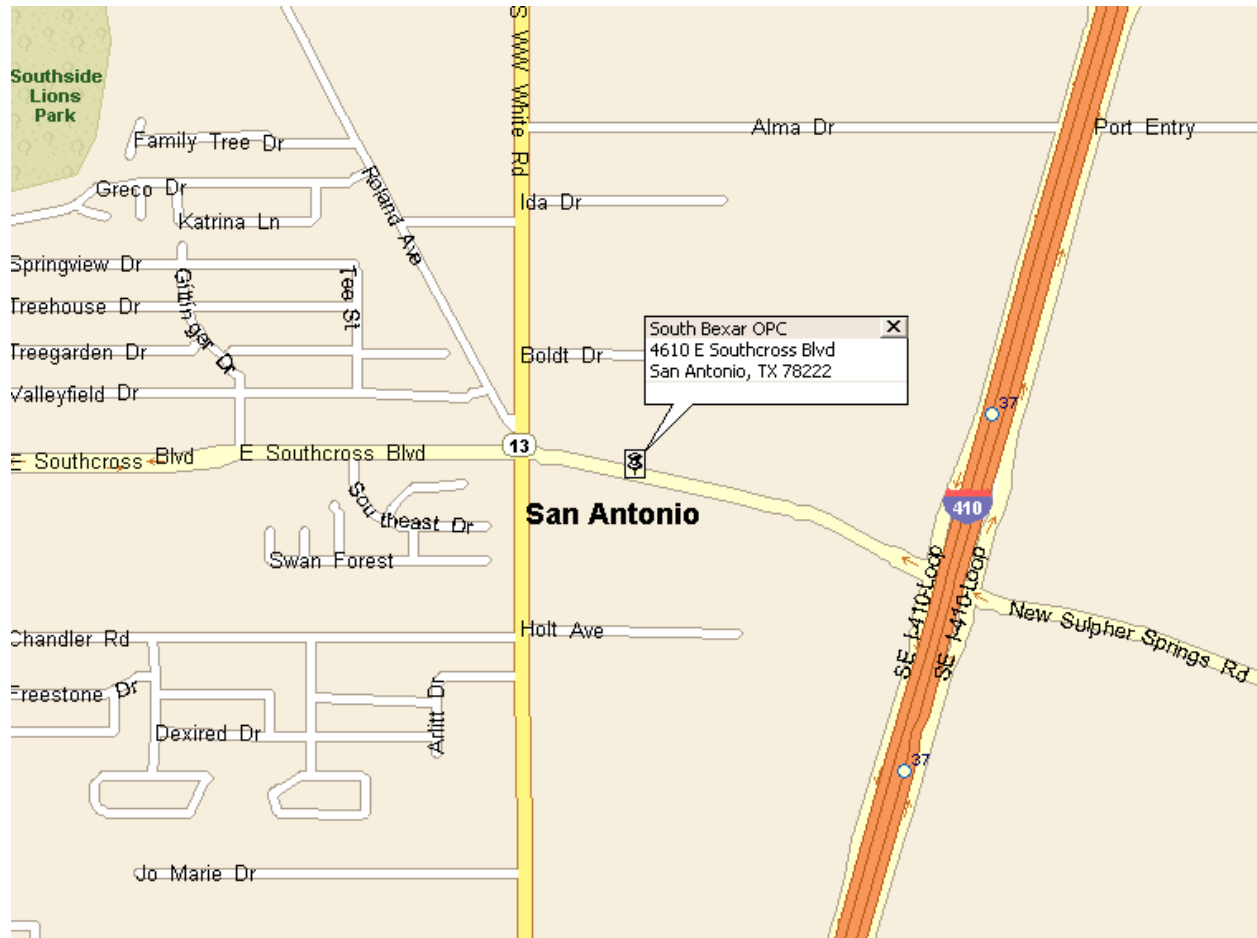 Southside
Lions
Park
S WW White Rd
Family Tree Dr
Alma Dr
Port Entry
Greco Dr
Roland Ave
Ida Dr
Katrina Ln
Springview Dr
Gittinger Dr
Tee St
Treehouse Dr
South Bexar OPC
4610 E Southcross Blvd
San Antonio, TX 78222
Treegarden Dr
Boldt Dr
Valleyfield Dr
37
E Southcross Blvd
E Southcross Blvd
13
Southeast Dr
San Antonio
410
Swan Forest
SE I-410-Loop
SE I-410-Loop
New Sulpher Springs Rd
Chandler Rd
Holt Ave
Freestone Dr
Arlitt Dr
Dexired Dr
37
Jo Marie Dr